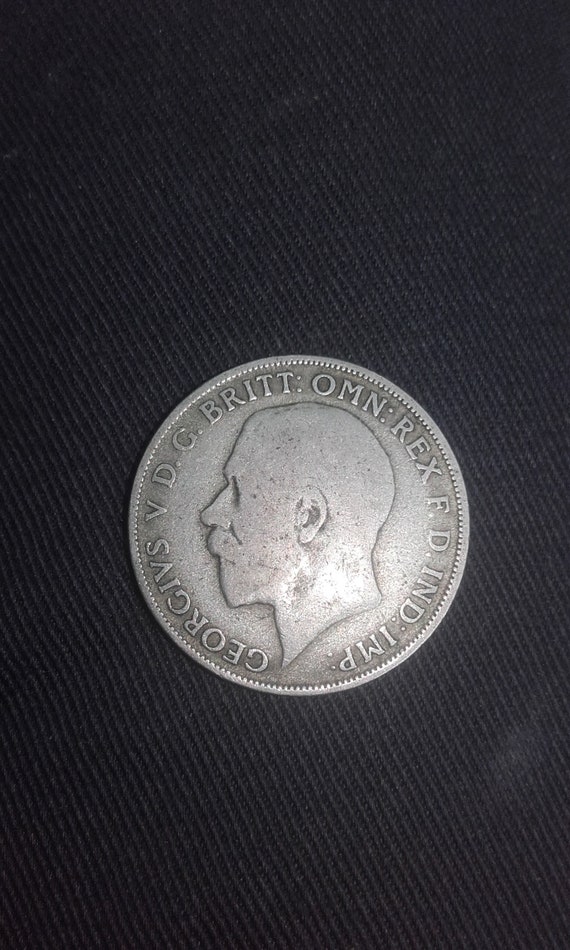 GEORGIVS V D.G. BRITT: OMN: REX F. D. IND: IMP: